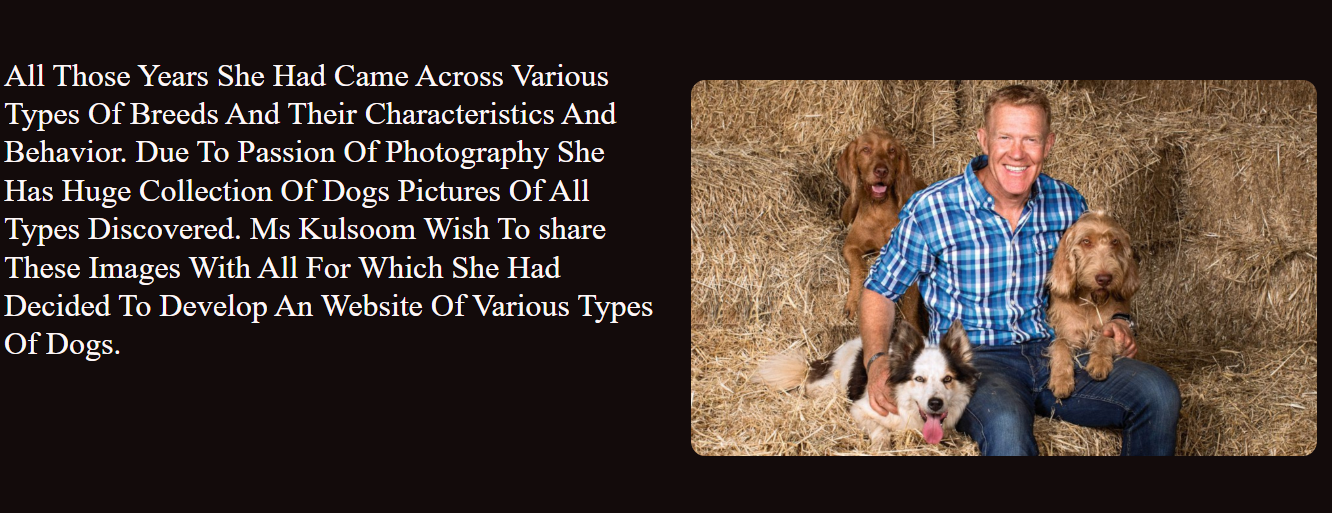 All Those Years She Had Came Across Various
Types Of Breeds And Their Characteristics And
Behavior. Due To Passion Of Photography She
Has Huge Collection Of Dogs Pictures Of All
Types Discovered. Ms Kulsoom Wish To share
These Images With All For Which She Had
Decided To Develop An Website Of Various Types
Of Dogs.